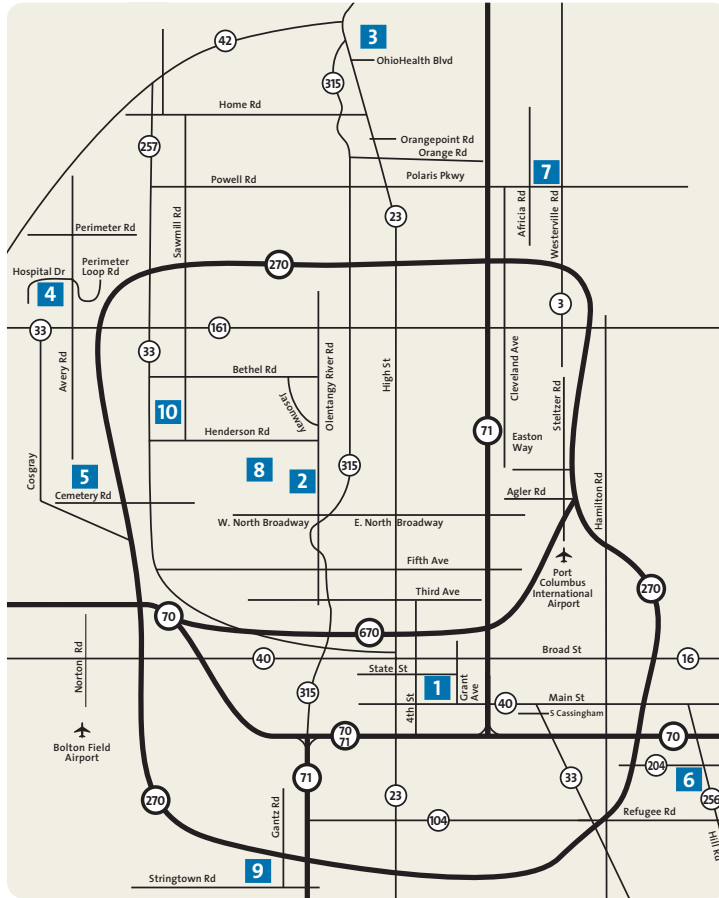 42
3
OhioHealth Blvd
315
Home Rd
257
Orangepoint Rd
Orange Rd
7
Powell Rd
Polaris Pkwy
Africia Rd
Westerville Rd
23
Sawmill Rd
Perimeter Rd
Hospital Dr
Perimeter
Loop Rd
270
4
3
33
161
33
Avery Rd
Olentangy River Rd
High St
Cleveland Ave
Bethel Rd
Jasonway
Steltzer Rd
10
Henderson Rd
71
Easton
Way
Cosgray
5
8
2
315
Cemetery Rd
Agler Rd
Hamilton Rd
W. North Broadway
E. North Broadway
Fifth Ave
Port
Columbus
International
Airport
Third Ave
270
70
670
Norton Rd
40
Broad St
16
State St
1
Grant
Ave
4th St
315
40
Main St
S Cassingham
Bolton Field
Airport
70
71
70
204
6
71
33
270
23
256
Gantz Rd
104
Refugee Rd
Hill Rd
9
Stringtown Rd